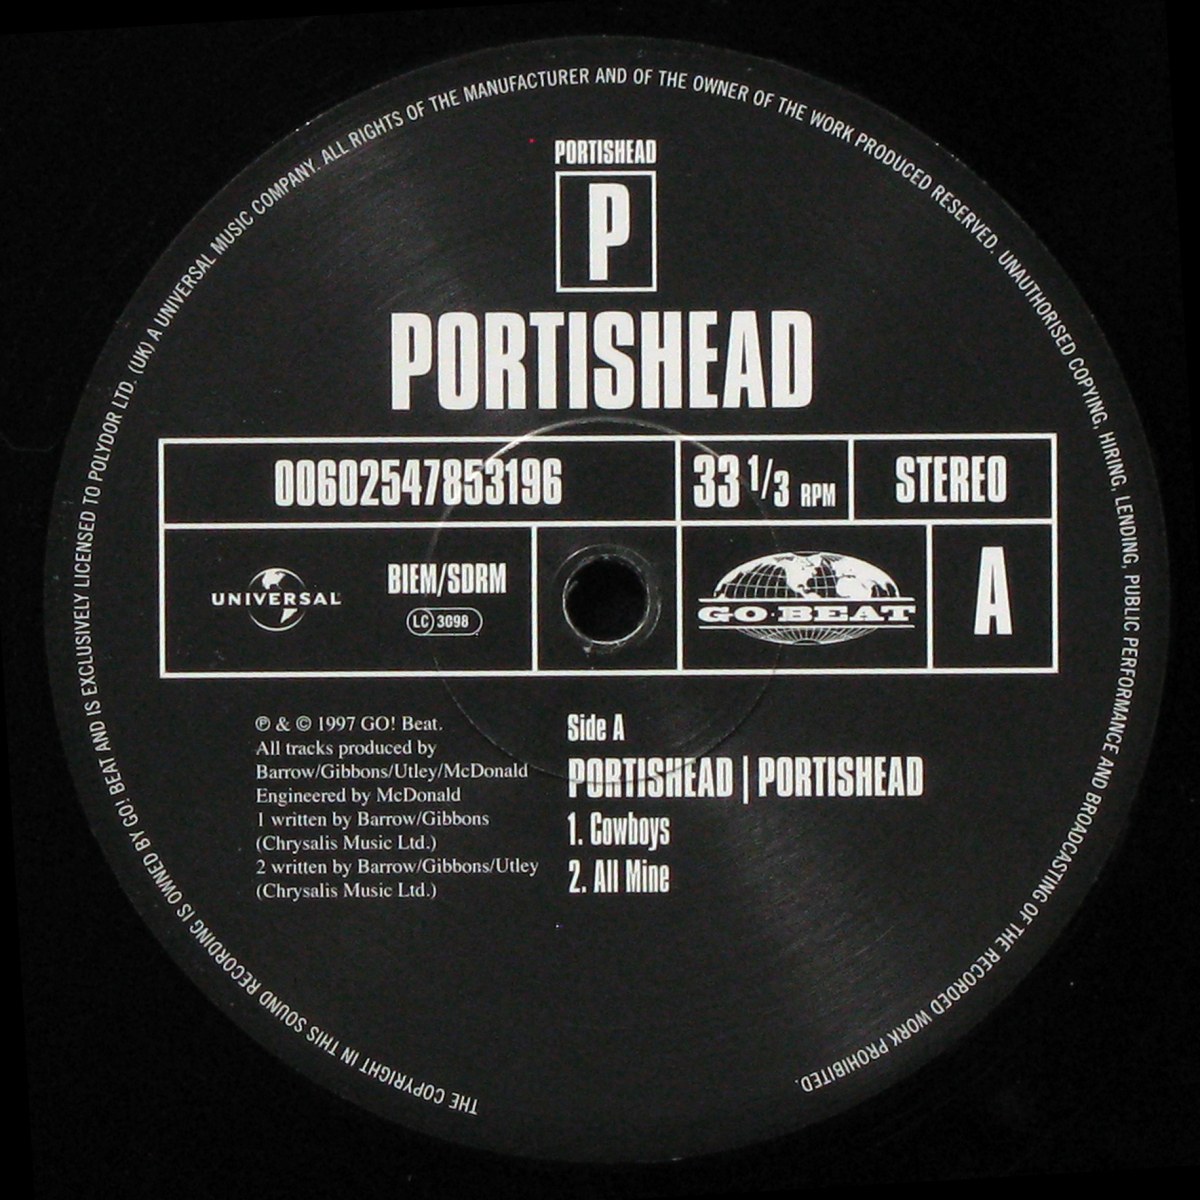 THE COPYRIGHT IN THIS SOUND RECORDING IS OWNED BY GO! BEAT AND IS EXCLUSIVELY LICENSED TO POLYDOR LTD. (UK) A UNIVERSAL MUSIC COMPANY. ALL RIGHTS OF THE MANUFACTURER AND OF THE OWNER OF THE WORK PRODUCED RESERVED. UNAUTHORISED COPYING, HIRING, LENDING, PUBLIC PERFORMANCE AND BROADCASTING OF THE RECORDED WORK PROHIBITED.
PORTISHEAD
P
PORTISHEAD
00602547853196
33 1/3 RPM
STEREO
UNIVERSAL
BIEM/SDRM
LC 3098
GO·BEAT
A
℗ & © 1997 GO! Beat.
All tracks produced by
Barrow/Gibbons/Utley/McDonald
Engineered by McDonald
1 written by Barrow/Gibbons
(Chrysalis Music Ltd.)
2 written by Barrow/Gibbons/Utley
(Chrysalis Music Ltd.)
Side A
PORTISHEAD | PORTISHEAD
1. Cowboys
2. All Mine